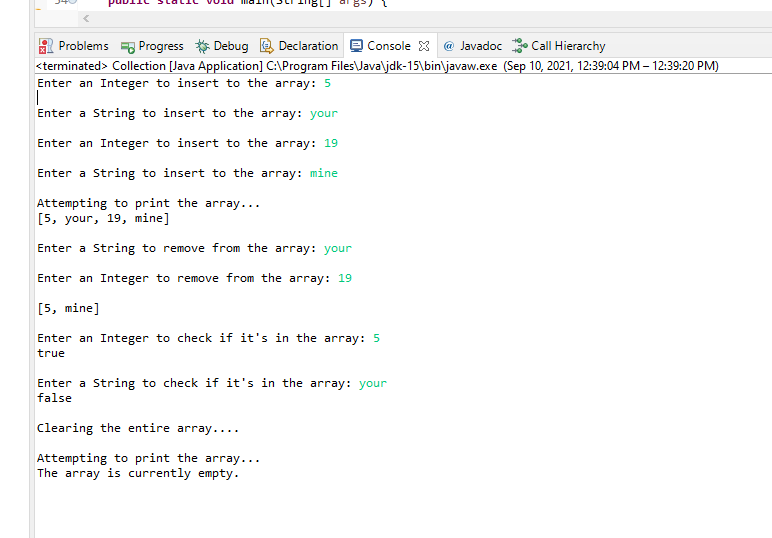 public static void main(String[] args) {
Problems Progress Debug Declaration Console Javadoc Call Hierarchy
<terminated> Collection [Java Application] C:\Program Files\Java\jdk-15\bin\javaw.exe (Sep 10, 2021, 12:39:04 PM – 12:39:20 PM)
Enter an Integer to insert to the array: 5
Enter a String to insert to the array: your
Enter an Integer to insert to the array: 19
Enter a String to insert to the array: mine
Attempting to print the array...
[5, your, 19, mine]
Enter a String to remove from the array: your
Enter an Integer to remove from the array: 19
[5, mine]
Enter an Integer to check if it's in the array: 5
true
Enter a String to check if it's in the array: your
false
Clearing the entire array....
Attempting to print the array...
The array is currently empty.